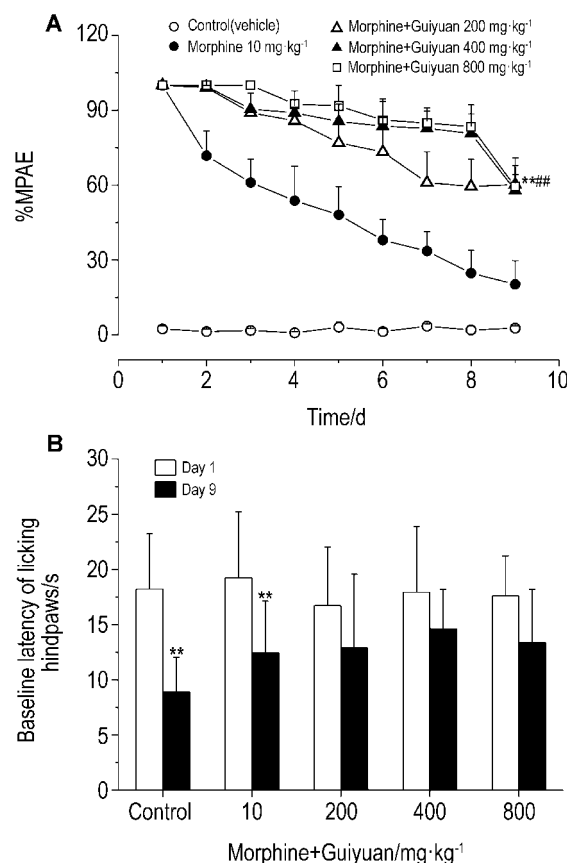 A
Control(vehicle)
Morphine 10 mg·kg-1
Morphine+Guiyuan 200 mg·kg-1
Morphine+Guiyuan 400 mg·kg-1
Morphine+Guiyuan 800 mg·kg-1
120
90
60
30
0
%MPAE
**##
0 2 4 6 8 10
Time/d
B
Day 1
Day 9
30
25
20
15
10
5
0
Baseline latency of licking
hindpaws/s
**
**
Control 10 200 400 800
Morphine+Guiyuan/mg·kg-1